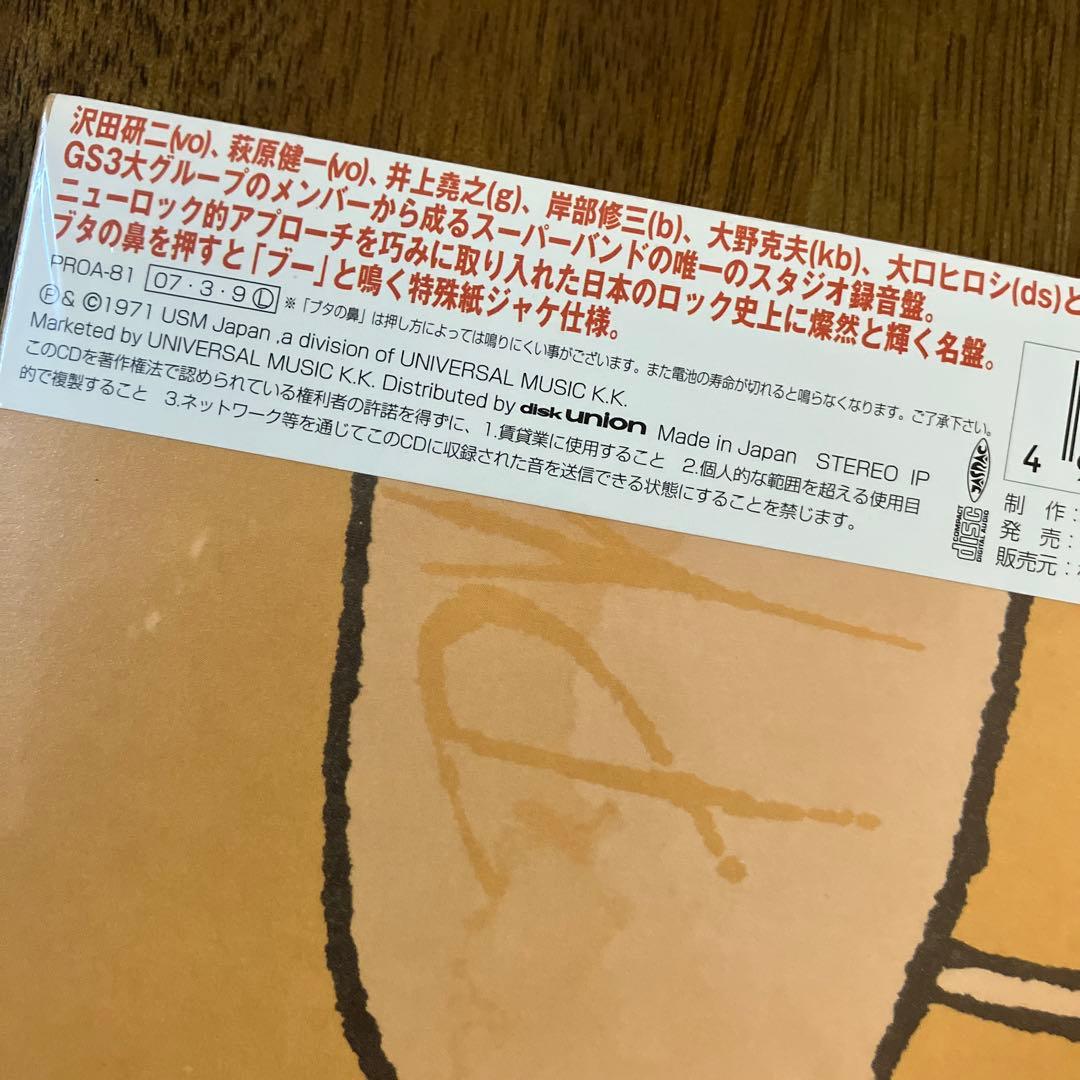 沢田研二(vo)、萩原健一(vo)、井上堯之(g)、岸部修三(b)、大野克夫(kb)、大口ヒロシ(ds)と
GS3大グループのメンバーから成るスーパーバンドの唯一のスタジオ録音盤。
ニューロック的アプローチを巧みに取り入れた日本のロック史上に燦然と輝く名盤。
ブタの鼻を押すと「ブー」と鳴く特殊紙ジャケ仕様。
PROA-81 07・3・9 Ⓛ ※「ブタの鼻」は押し方によっては鳴りにくい事がございます。また電池の寿命が切れると鳴らなくなります。ご了承下さい。
Ⓟ & ©1971 USM Japan ,a division of UNIVERSAL MUSIC K.K.
Marketed by UNIVERSAL MUSIC K.K. Distributed by disk union Made in Japan STEREO IP
このCDを著作権法で認められている権利者の許諾を得ずに、1.賃貸業に使用すること 2.個人的な範囲を超える使用目
的で複製すること 3.ネットワーク等を通じてこのCDに収録された音を送信できる状態にすることを禁じます。
JASRAC
COMPACT
disc
DIGITAL AUDIO
4
制 作:
発 売:
販売元: